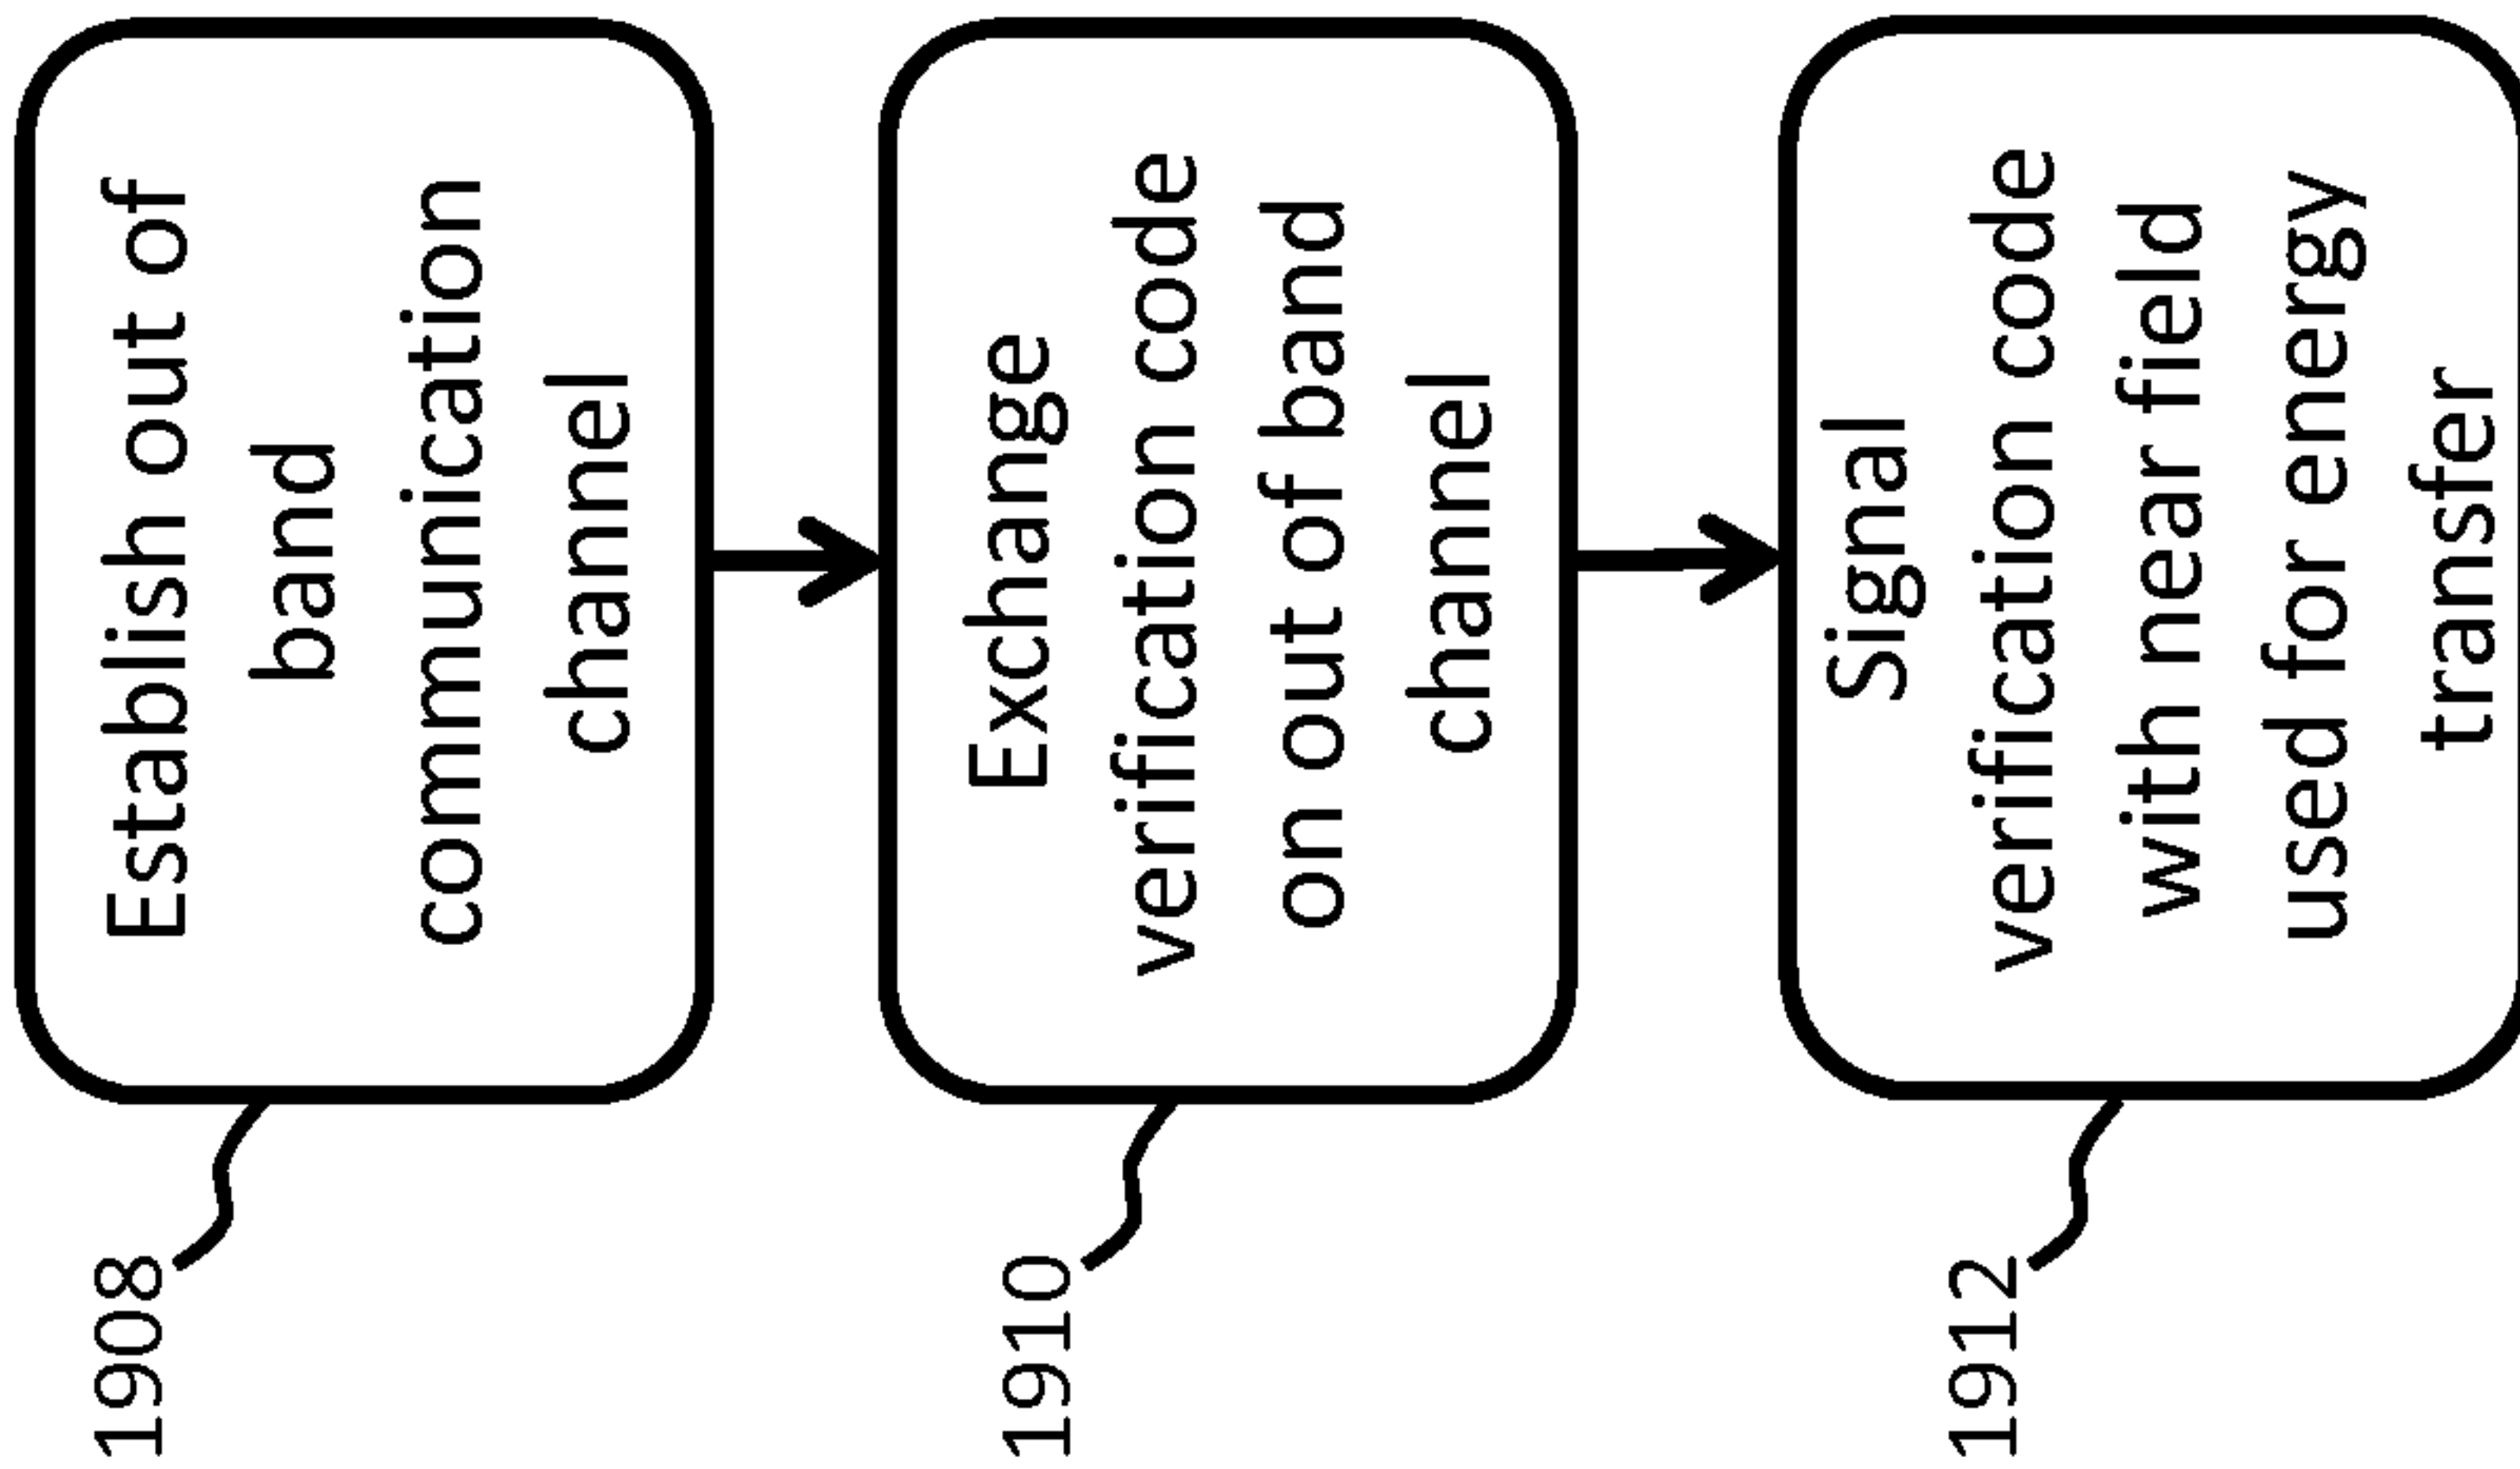 1908
Establish out of
band
communication
channel
1910
Exchange
verification code
on out of band
channel
1912
Signal
verification code
with near field
used for energy
transfer